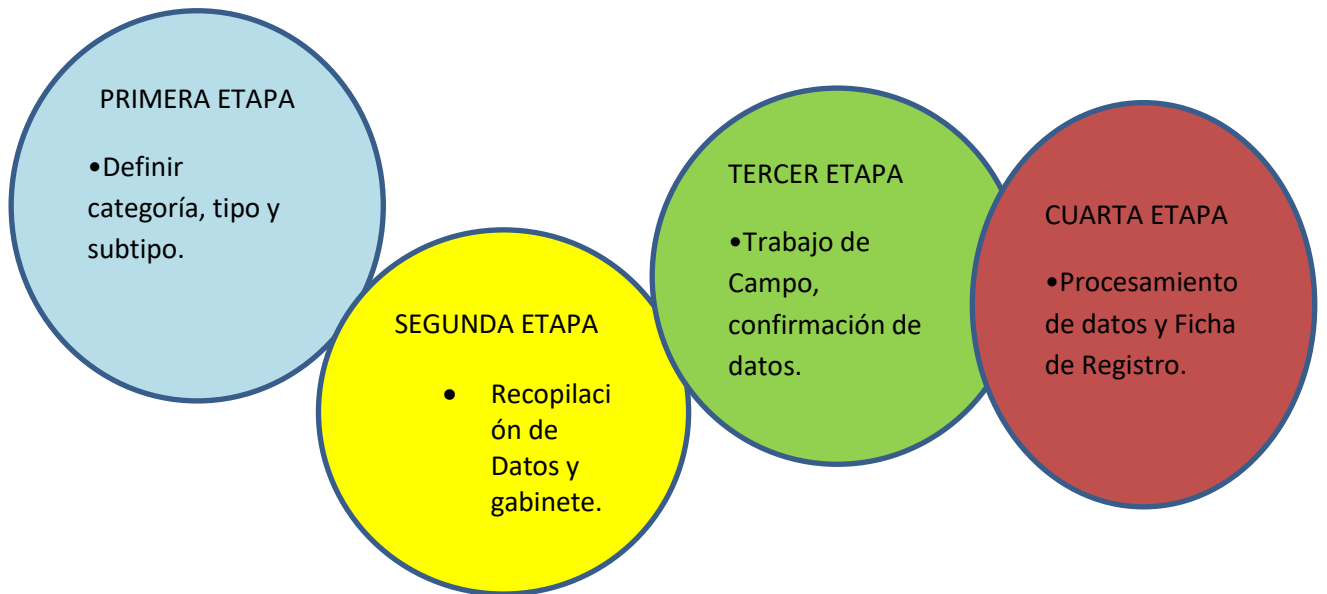 PRIMERA ETAPA
•Definir
categoría, tipo y
subtipo.
SEGUNDA ETAPA
• Recopilaci
ón de
Datos y
gabinete.
TERCER ETAPA
•Trabajo de
Campo,
confirmación de
datos.
CUARTA ETAPA
•Procesamiento
de datos y Ficha
de Registro.